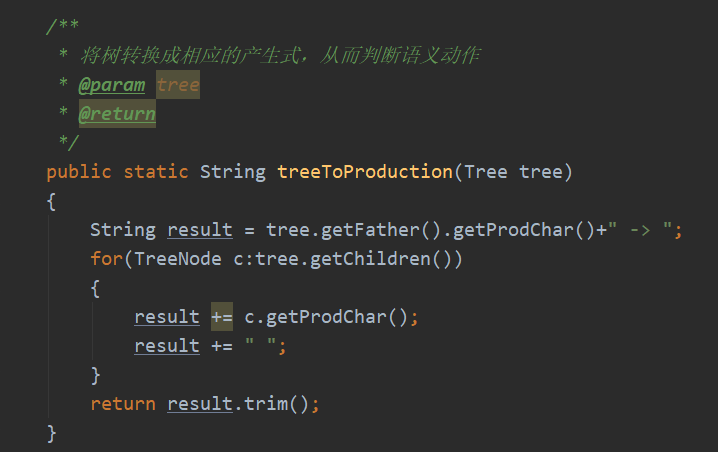 /**
 * 将树转换成相应的产生式，从而判断语义动作
 * @param tree
 * @return
 */
public static String treeToProduction(Tree tree)
{
    String result = tree.getFather().getProdChar()+" -> ";
    for(TreeNode c:tree.getChildren())
    {
        result += c.getProdChar();
        result += " ";
    }
    return result.trim();
}